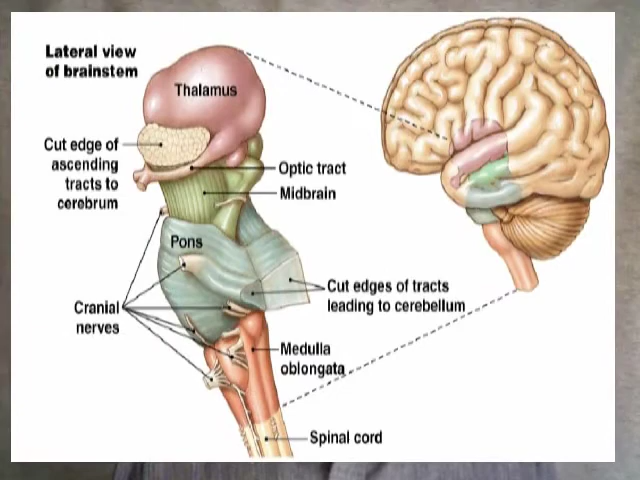 Lateral view
of brainstem
Thalamus
Cut edge of
ascending
tracts to
cerebrum
Optic tract
Midbrain
Pons
Cut edges of tracts
leading to cerebellum
Cranial
nerves
Medulla
oblongata
Spinal cord